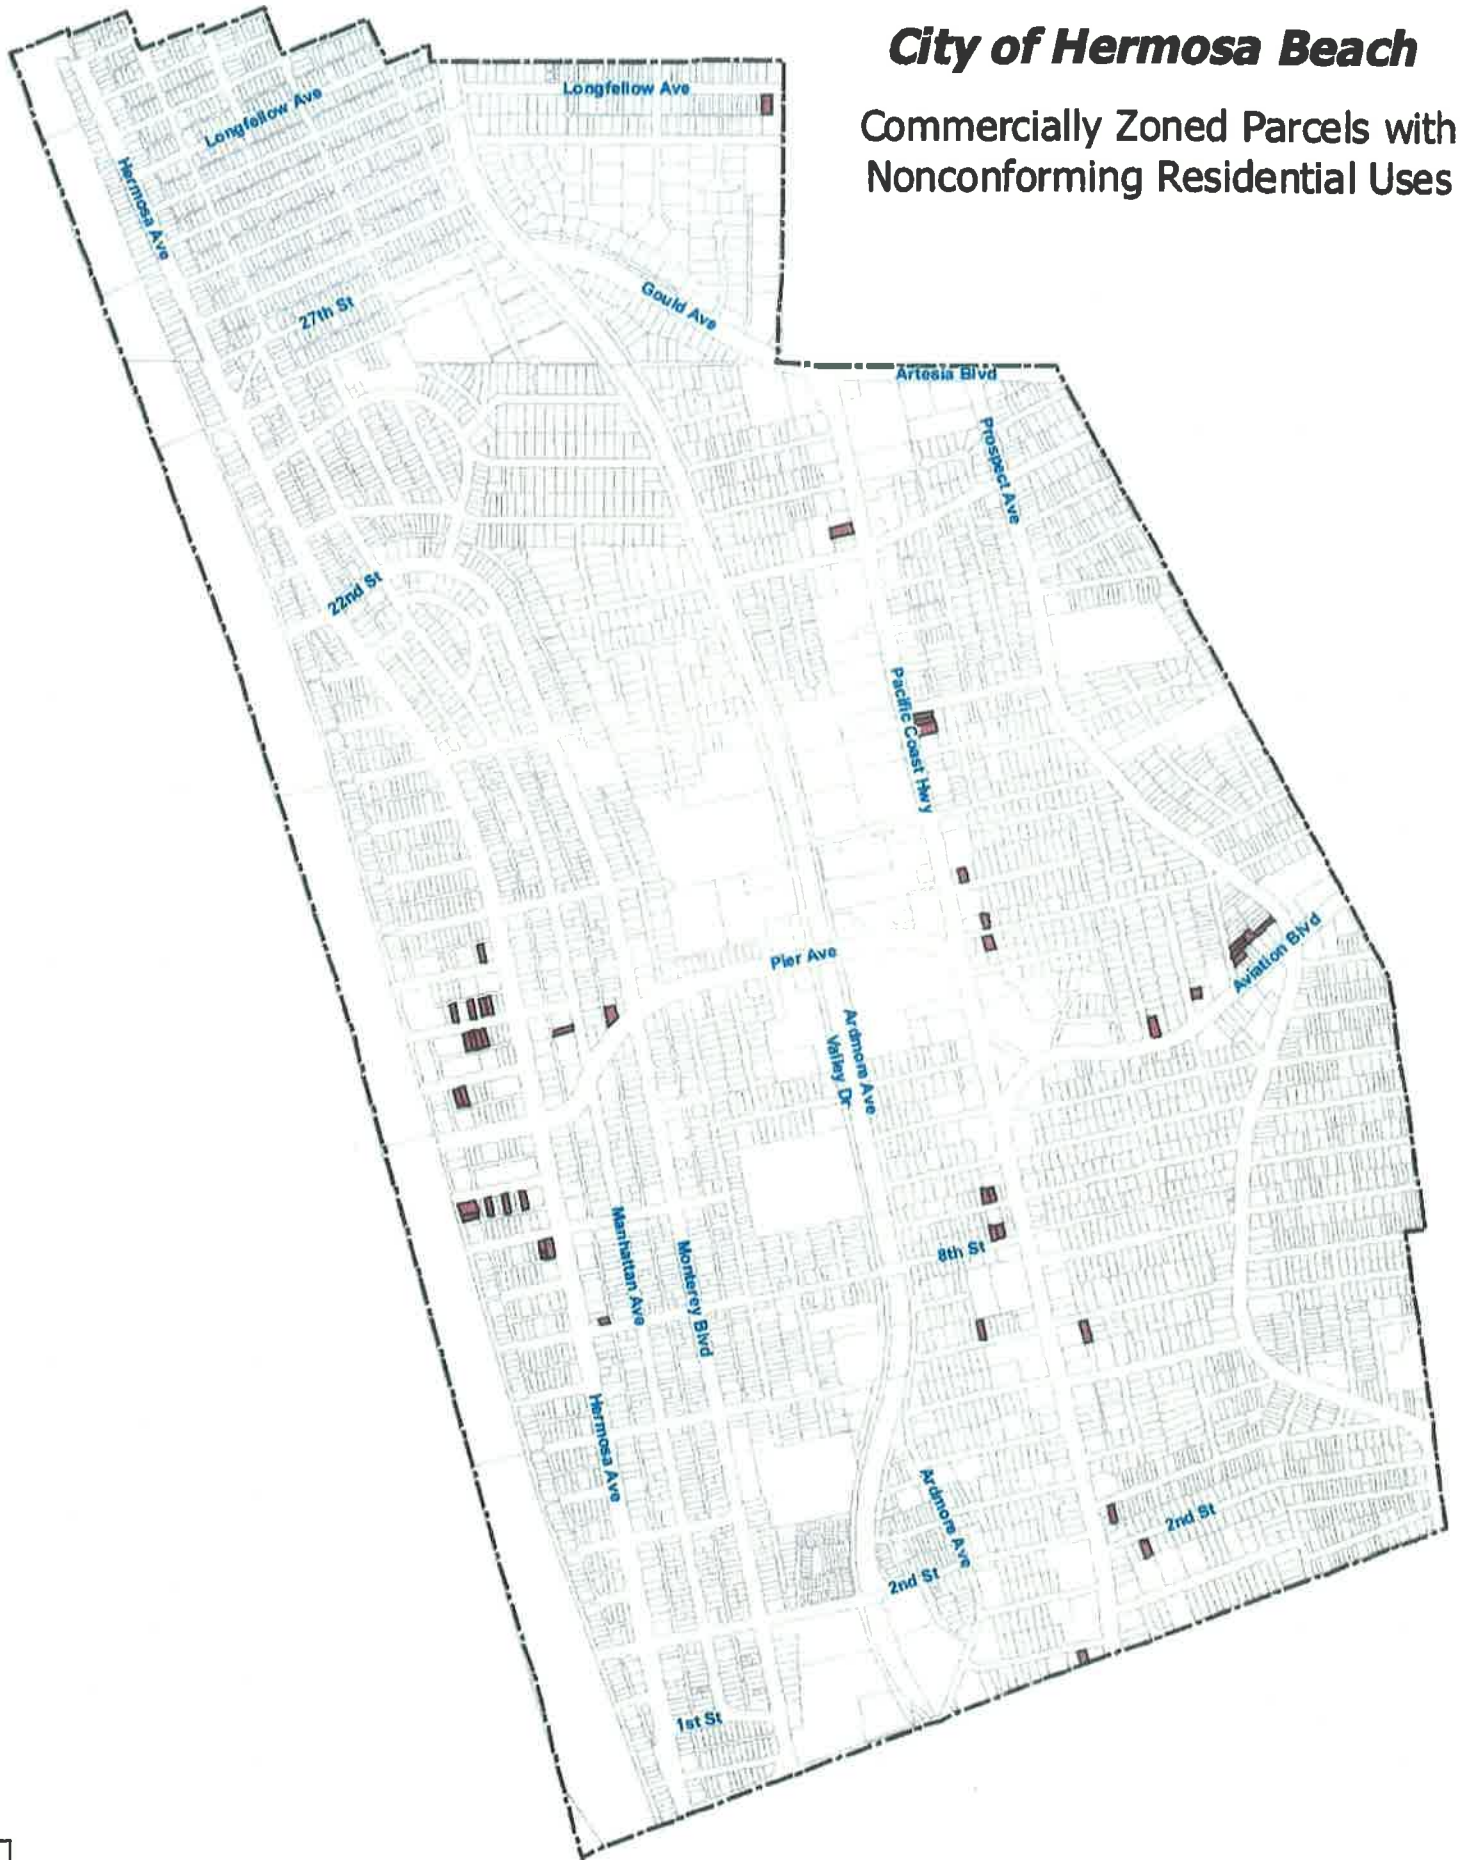 City of Hermosa Beach
Commercially Zoned Parcels with
Nonconforming Residential Uses
Longfellow Ave
Longfellow Ave
Hermosa Ave
27th St
Gould Ave
Artesia Blvd
Prospect Ave
22nd St
Pacific Coast Hwy
Pier Ave
Aviation Blvd
Ardmore Ave
Valley Dr
8th St
Manhattan Ave
Monterey Blvd
Hermosa Ave
Ardmore Ave
2nd St
2nd St
1st St